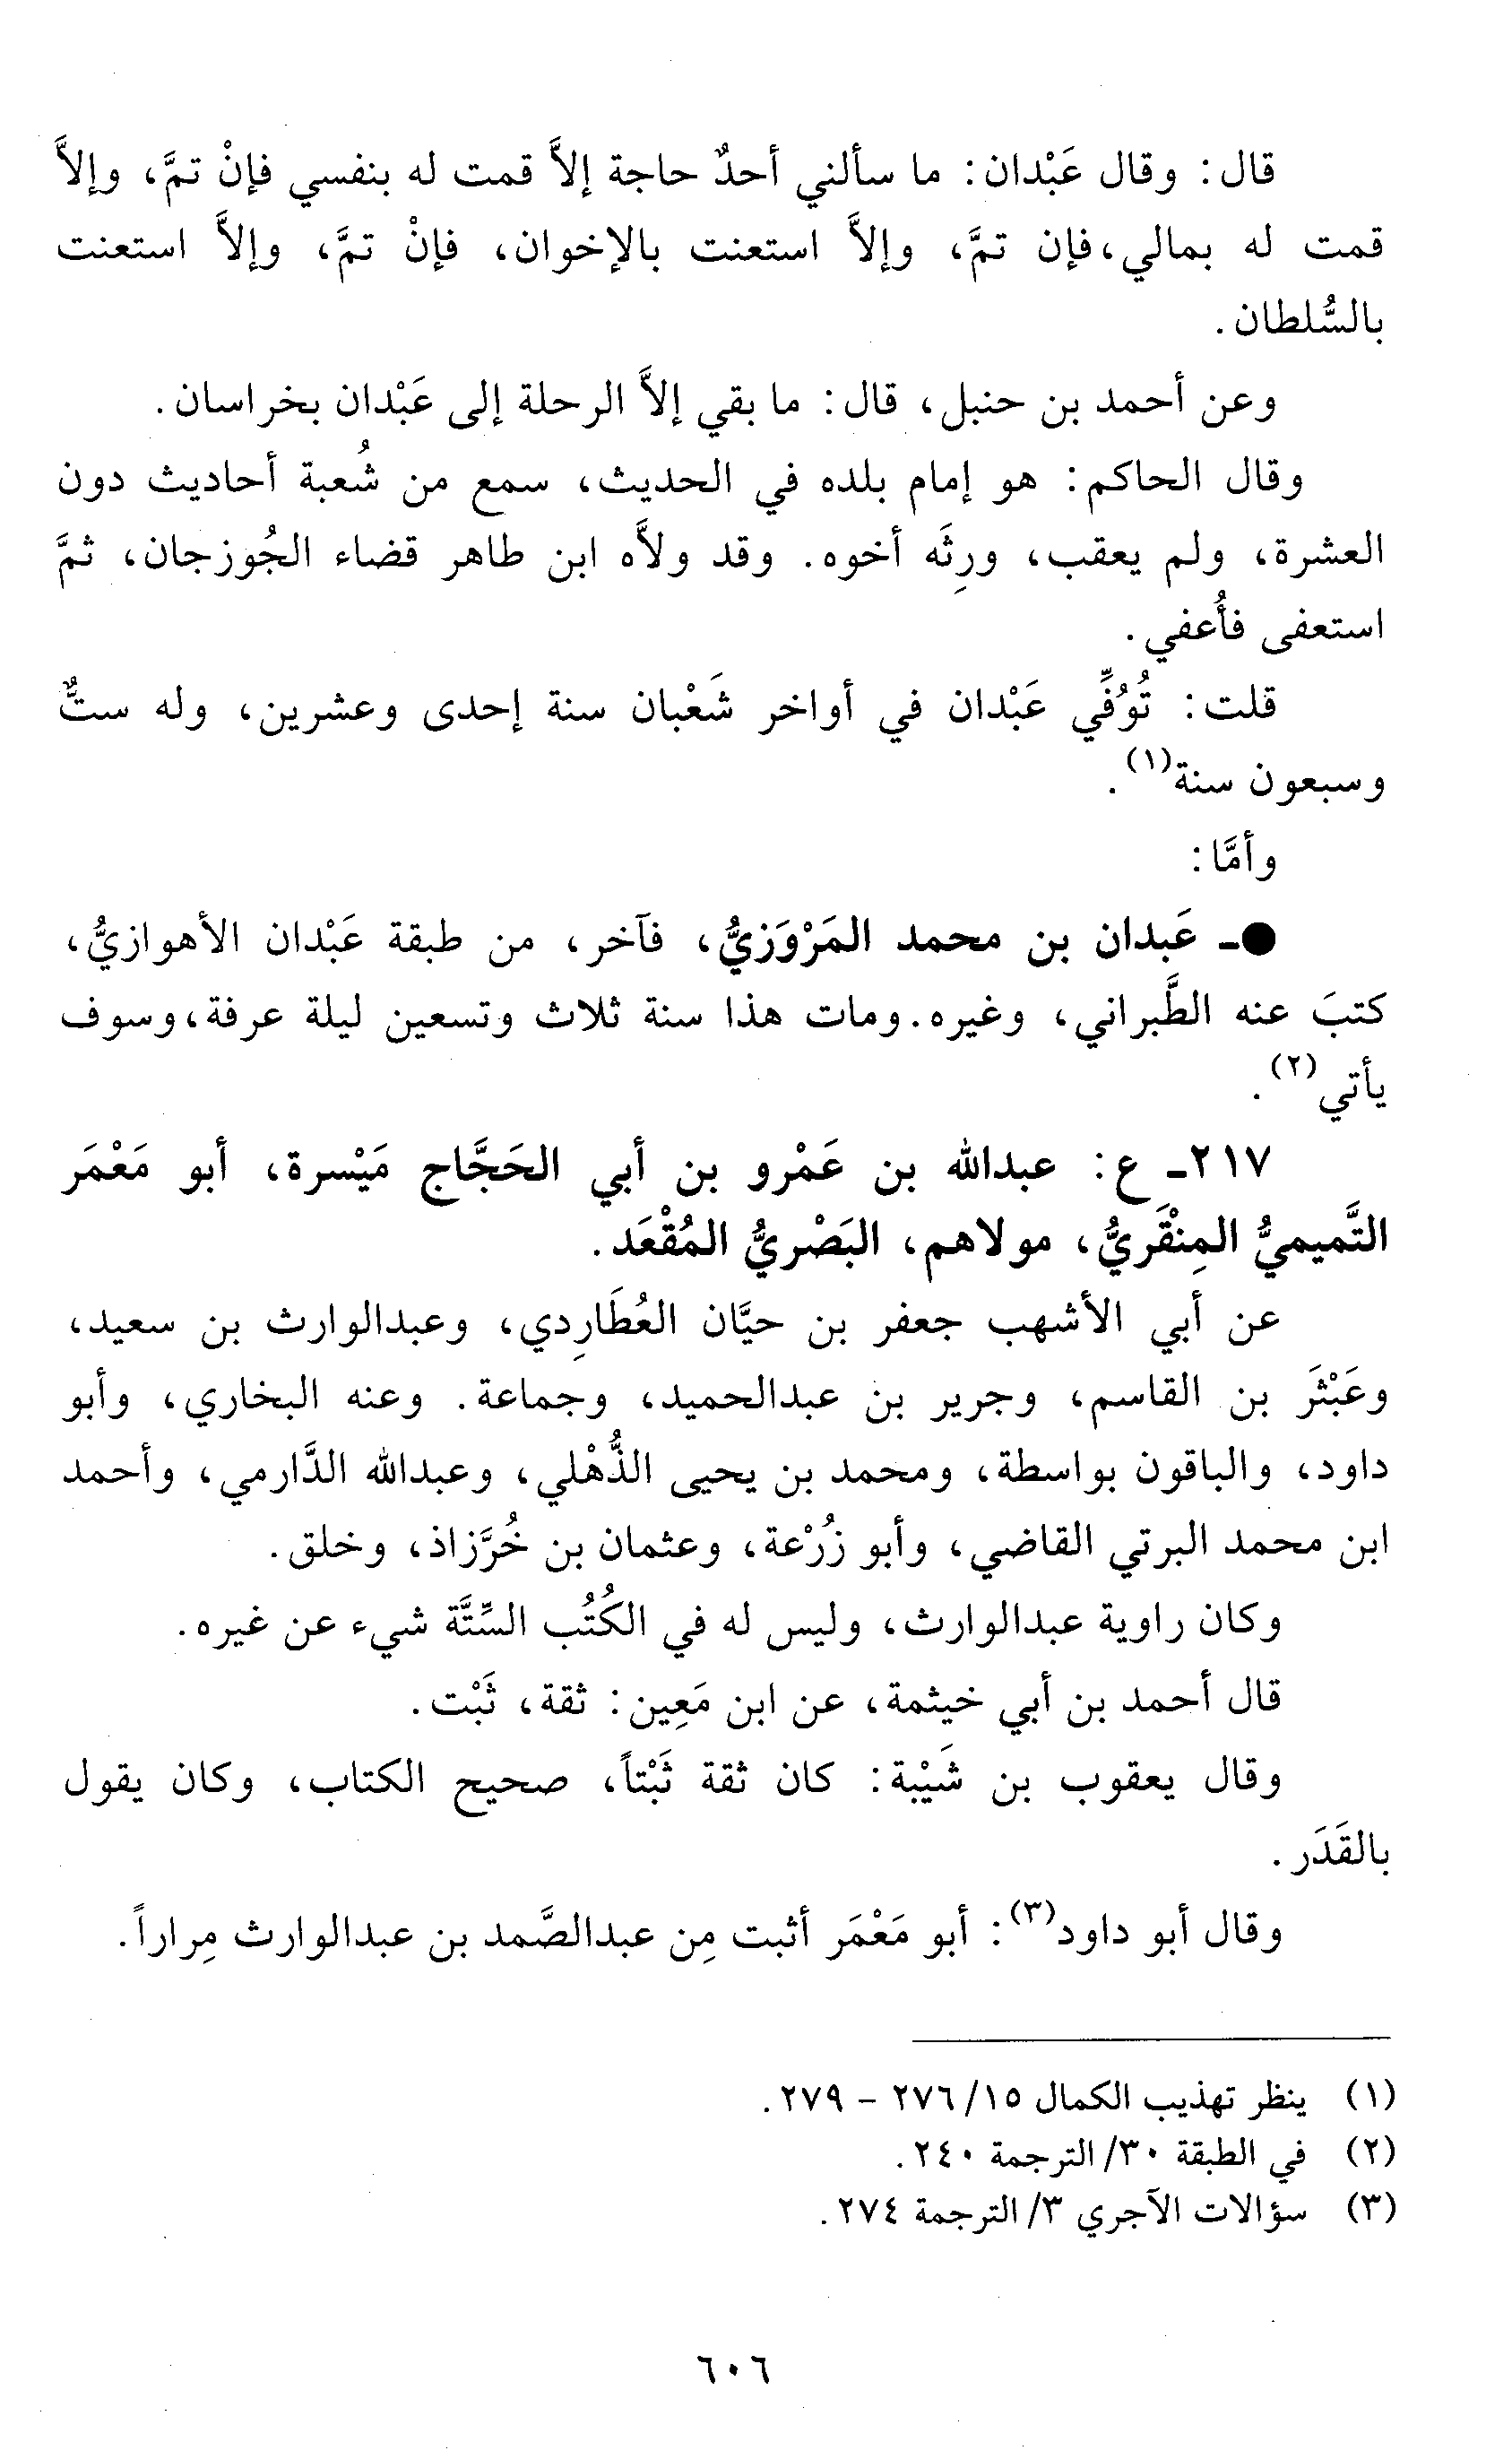 قال: وقال عَبْدان: ما سألني أحدٌ حاجة إلاَّ قمت له بنفسي فإنْ تمَّ، وإلاَّ
قمت له بمالي، فإن تمَّ، وإلاَّ استعنت بالإخوان، فإنْ تمَّ، وإلاَّ استعنت
بالسُّلطان.
وعن أحمد بن حنبل، قال: ما بقي إلاَّ الرحلة إلى عَبْدان بخراسان.
وقال الحاكم: هو إمام بلده في الحديث، سمع من شُعبة أحاديث دون
العشرة، ولم يعقب، ورِثَه أخوه. وقد ولاَّه ابن طاهر قضاء الجُوزجان، ثمَّ
استعفى فأُعفي.
قلت: تُوُفِّي عَبْدان في أواخر شَعْبان سنة إحدى وعشرين، وله ستٌّ
وسبعون سنة(١).
وأمَّا:
●ـ عَبدان بن محمد المَرْوَزيُّ، فآخر، من طبقة عَبْدان الأهوازيُّ،
كتبَ عنه الطَّبراني، وغيره. ومات هذا سنة ثلاث وتسعين ليلة عرفة، وسوف
يأتي(٢).
٢١٧ـ ع: عبدالله بن عَمْرو بن أبي الحَجَّاج مَيْسرة، أبو مَعْمَر
التَّميميُّ المِنْقَريُّ، مولاهم، البَصْريُّ المُقْعَد.
عن أبي الأشهب جعفر بن حيَّان العُطَارِدي، وعبدالوارث بن سعيد،
وعَبْثَر بن القاسم، وجرير بن عبدالحميد، وجماعة. وعنه البخاري، وأبو
داود، والباقون بواسطة، ومحمد بن يحيى الذُّهْلي، وعبدالله الدَّارمي، وأحمد
ابن محمد البرتي القاضي، وأبو زُرْعة، وعثمان بن خُرَّزاذ، وخلق.
وكان راوية عبدالوارث، وليس له في الكُتُب السِّتَّة شيء عن غيره.
قال أحمد بن أبي خيثمة، عن ابن مَعِين: ثقة، ثَبْت.
وقال يعقوب بن شَيْبة: كان ثقة ثَبْتاً، صحيح الكتاب، وكان يقول
بالقَدَر.
وقال أبو داود(٣): أبو مَعْمَر أثبت مِن عبدالصَّمد بن عبدالوارث مِراراً.
(١) ينظر تهذيب الكمال ١٥/ ٢٧٦ - ٢٧٩.
(٢) في الطبقة ٣٠/ الترجمة ٢٤٠.
(٣) سؤالات الآجري ٣/ الترجمة ٢٧٤.
٦٠٦